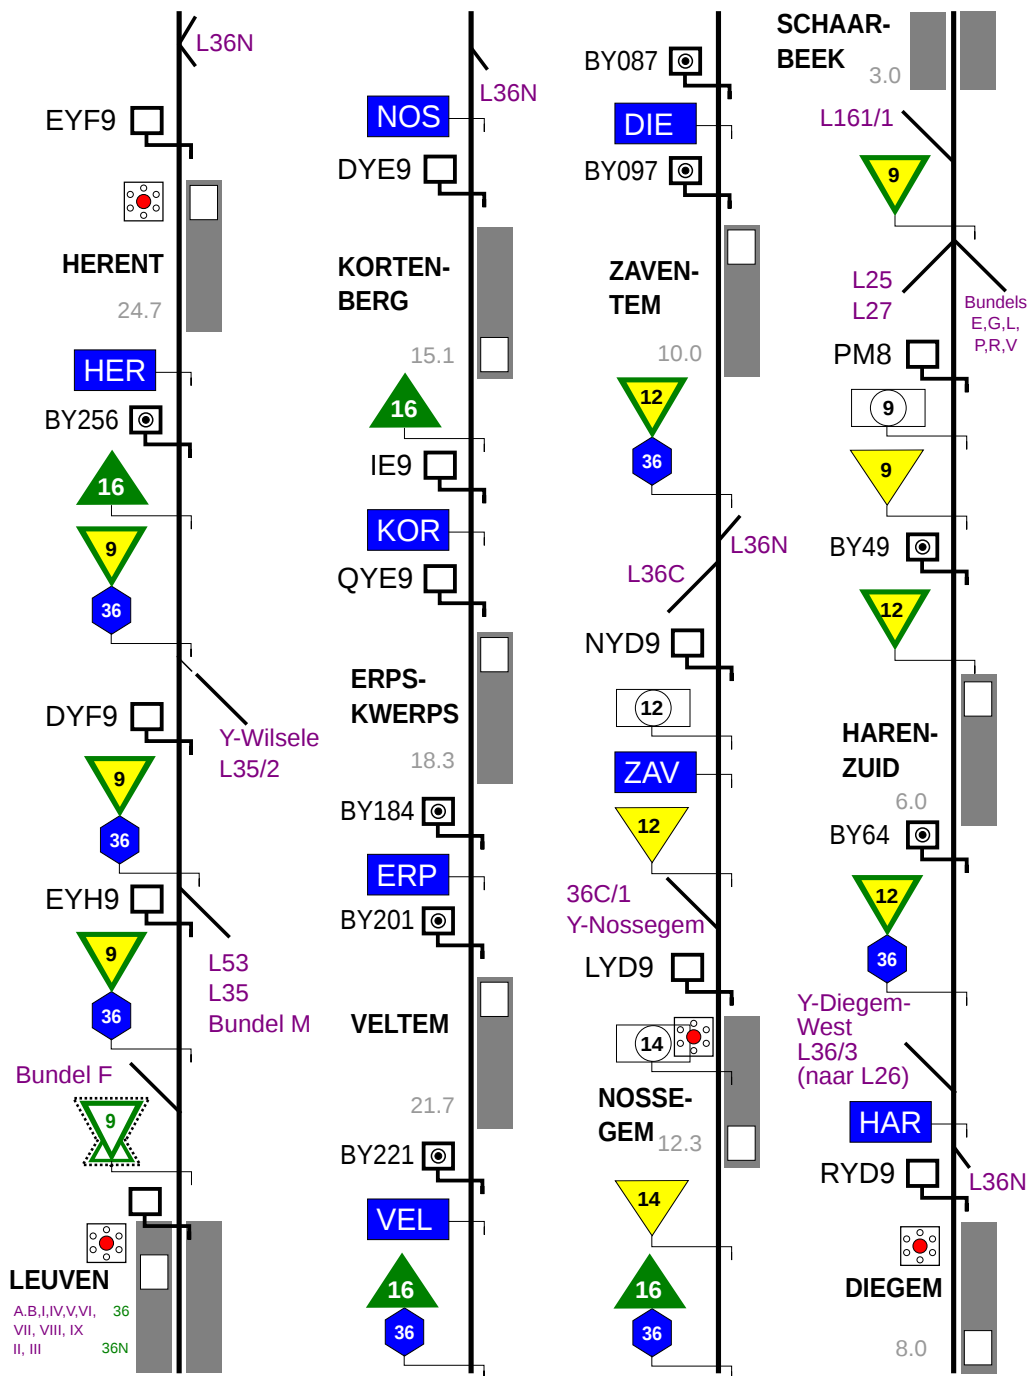 L36N
EYF9
HERENT
24.7
HER
BY256
16
9
36
Y-Wilsele
L35/2
DYF9
9
36
EYH9
9
36
L53
L35
Bundel M
Bundel F
9
LEUVEN
A.B,I,IV,V,VI, 36
VII, VIII, IX
II, III 36N
L36N
NOS
DYE9
KORTEN-
BERG
15.1
16
IE9
KOR
QYE9
ERPS-
KWERPS
18.3
BY184
ERP
BY201
VELTEM
21.7
BY221
VEL
16
36
BY087
DIE
BY097
ZAVEN-
TEM
10.0
12
36
L36N
L36C
NYD9
12
ZAV
12
36C/1
Y-Nossegem
LYD9
14
NOSSE-
GEM
12.3
14
16
36
SCHAAR-
BEEK
3.0
L161/1
9
L25
L27
Bundels
E,G,L,
P,R,V
PM8
9
9
BY49
12
HAREN-
ZUID
6.0
BY64
12
36
Y-Diegem-
West
L36/3
(naar L26)
HAR
L36N
RYD9
DIEGEM
8.0